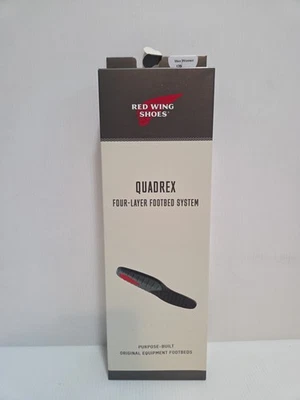 RED WING
SHOES
QUADREX
FOUR-LAYER FOOTBED SYSTEM
PURPOSE-BUILT
ORIGINAL EQUIPMENT FOOTBEDS